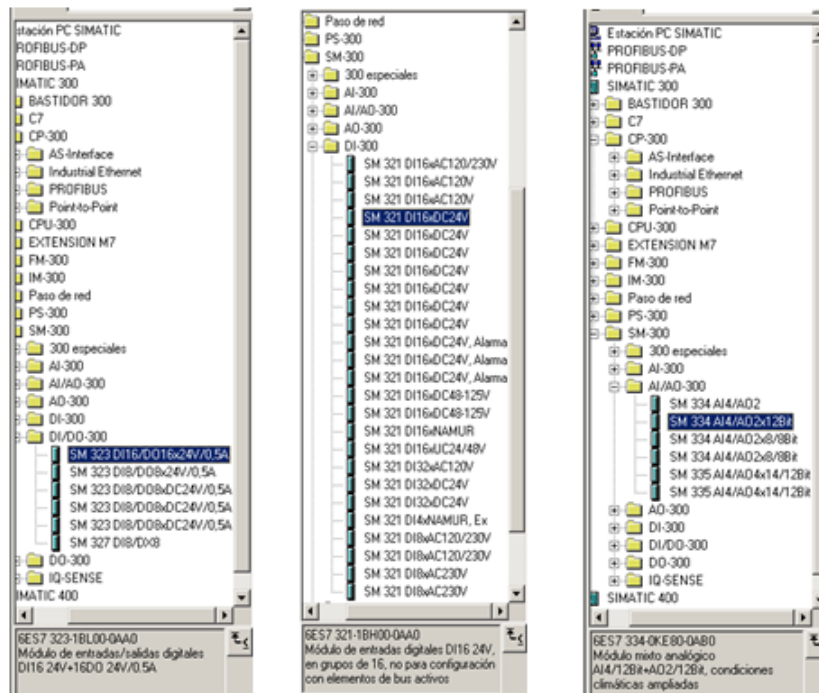 stación PC SIMATIC
ROFIBUS-DP
ROFIBUS-PA
IMATIC 300
BASTIDOR 300
C7
CP-300
AS-Interface
Industrial Ethernet
PROFIBUS
Point-to-Point
CPU-300
EXTENSION M7
FM-300
IM-300
Paso de red
PS-300
SM-300
300 especiales
AI-300
AI/AO-300
AO-300
DI-300
DI/DO-300
SM 323 DI16/DO16x24V/0,5A
SM 323 DI8/DO8x24V/0,5A
SM 323 DI8/DO8xDC24V/0,5A
SM 323 DI8/DO8xDC24V/0,5A
SM 323 DI8/DO8xDC24V/0,5A
SM 327 DI8/DX8
DO-300
IQ-SENSE
IMATIC 400
6ES7 323-1BL00-0AA0
Módulo de entradas/salidas digitales
DI16 24V+16DO 24V/0.5A
Paso de red
PS-300
SM-300
300 especiales
AI-300
AI/AO-300
AO-300
DI-300
SM 321 DI16xAC120/230V
SM 321 DI16xAC120V
SM 321 DI16xAC120V
SM 321 DI16xDC24V
SM 321 DI16xDC24V
SM 321 DI16xDC24V
SM 321 DI16xDC24V
SM 321 DI16xDC24V
SM 321 DI16xDC24V
SM 321 DI16xDC24V
SM 321 DI16xDC24V, Alarma
SM 321 DI16xDC24V, Alarma
SM 321 DI16xDC24V, Alarma
SM 321 DI16xDC48-125V
SM 321 DI16xDC48-125V
SM 321 DI16xNAMUR
SM 321 DI16xUC24/48V
SM 321 DI32xAC120V
SM 321 DI32xDC24V
SM 321 DI32xDC24V
SM 321 DI4xNAMUR, Ex
SM 321 DI8xAC120/230V
SM 321 DI8xAC120/230V
SM 321 DI8xAC230V
SM 321 DI8xAC230V
6ES7 321-1BH00-0AA0
Módulo de entradas digitales DI16 24V,
en grupos de 16, no para configuración
con elementos de bus activos
Estación PC SIMATIC
PROFIBUS-DP
PROFIBUS-PA
SIMATIC 300
BASTIDOR 300
C7
CP-300
AS-Interface
Industrial Ethernet
PROFIBUS
Point-to-Point
CPU-300
EXTENSION M7
FM-300
IM-300
Paso de red
PS-300
SM-300
300 especiales
AI-300
AI/AO-300
SM 334 AI4/AO2
SM 334 AI4/AO2x12Bit
SM 334 AI4/AO2x8/8Bit
SM 334 AI4/AO2x8/8Bit
SM 335 AI4/AO4x14/12Bit
SM 335 AI4/AO4x14/12Bit
AO-300
DI-300
DI/DO-300
DO-300
IQ-SENSE
SIMATIC 400
6ES7 334-0KE80-0AB0
Módulo mixto analógico
AI4/12Bit+AO2/12Bit, condiciones
climáticas ampliadas